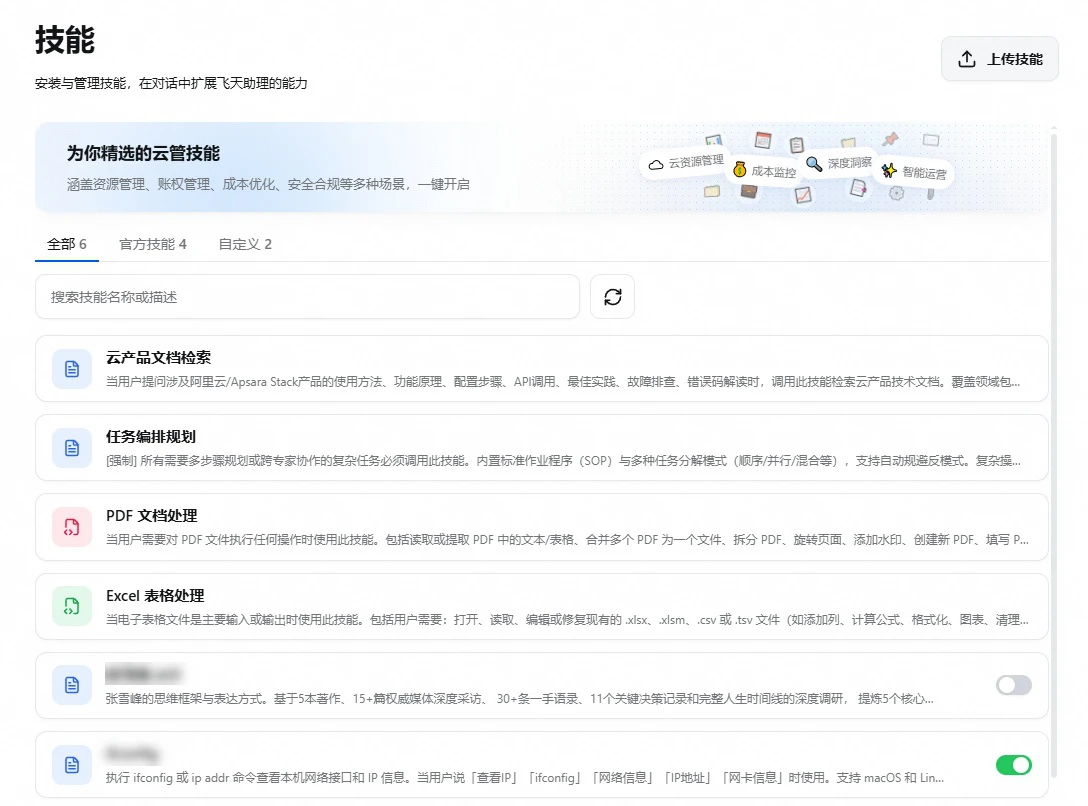 技能
安装与管理技能，在对话中扩展飞天助理的能力
上传技能
为你精选的云管技能
涵盖资源管理、账权管理、成本优化、安全合规等多种场景，一键开启
云资源管理
成本监控
深度洞察
智能运营
全部 6
官方技能 4
自定义 2
搜索技能名称或描述
云产品文档检索
当用户提问涉及阿里云/Apsara Stack产品的使用方法、功能原理、配置步骤、API调用、最佳实践、故障排查、错误码解读时，调用此技能检索云产品技术文档。覆盖领域包...
任务编排规划
[强制] 所有需要多步骤规划或跨专家协作的复杂任务必须调用此技能。内置标准作业程序（SOP）与多种任务分解模式（顺序/并行/混合等），支持自动规避反模式。复杂操...
PDF 文档处理
当用户需要对 PDF 文件执行任何操作时使用此技能。包括读取或提取 PDF 中的文本/表格、合并多个 PDF 为一个文件、拆分 PDF、旋转页面、添加水印、创建新 PDF、填写 P...
Excel 表格处理
当电子表格文件是主要输入或输出时使用此技能。包括用户需要：打开、读取、编辑或修复现有的 .xlsx、.xlsm、.csv 或 .tsv 文件（如添加列、计算公式、格式化、图表、清理...
张雪峰的思维框架与表达方式。基于5本著作、15+篇权威媒体深度采访、 30+条一手语录、11个关键决策记录和完整人生时间线的深度调研， 提炼5个核心...
执行 ifconfig 或 ip addr 命令查看本机网络接口和 IP 信息。当用户说「查看IP」「ifconfig」「网络信息」「IP地址」「网卡信息」时使用。支持 macOS 和 Lin...